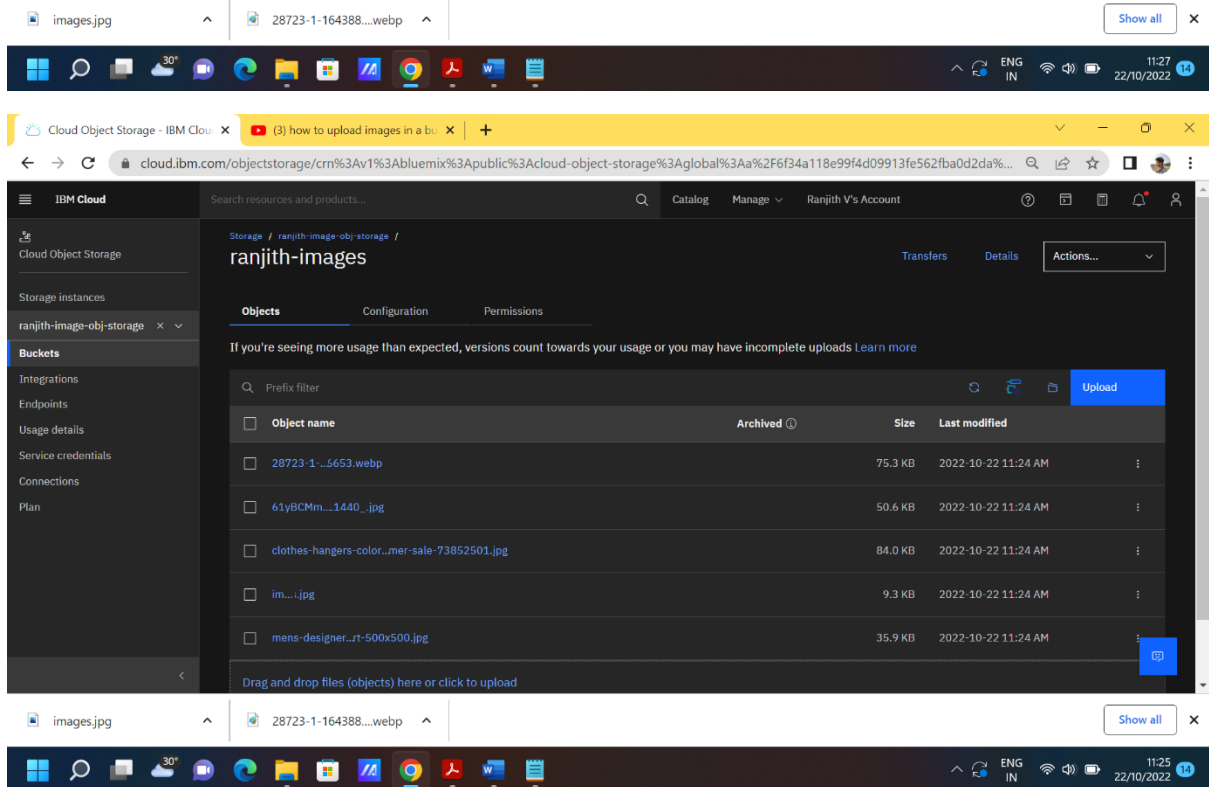 images.jpg
28723-1-164388....webp
Show all
30°
ENG
IN
11:27
22/10/2022
14
Cloud Object Storage - IBM Clou
(3) how to upload images in a bu
cloud.ibm.com/objectstorage/crn%3Av1%3Abluemix%3Apublic%3Acloud-object-storage%3Aglobal%3Aa%2F6f34a118e99f4d09913fe562fba0d2da%...
IBM Cloud
Search resources and products...
Catalog
Manage
Ranjith V's Account
Cloud Object Storage
Storage instances
ranjith-image-obj-storage
Buckets
Integrations
Endpoints
Usage details
Service credentials
Connections
Plan
Storage / ranjith-image-obj-storage /
ranjith-images
Transfers
Details
Actions...
Objects
Configuration
Permissions
If you're seeing more usage than expected, versions count towards your usage or you may have incomplete uploads Learn more
Prefix filter
Upload
Object name
Archived
Size
Last modified
28723-1-...5653.webp
75.3 KB
2022-10-22 11:24 AM
61yBCMm...1440_.jpg
50.6 KB
2022-10-22 11:24 AM
clothes-hangers-color...mer-sale-73852501.jpg
84.0 KB
2022-10-22 11:24 AM
im....jpg
9.3 KB
2022-10-22 11:24 AM
mens-designer...rt-500x500.jpg
35.9 KB
2022-10-22 11:24 AM
Drag and drop files (objects) here or click to upload
images.jpg
28723-1-164388....webp
Show all
30°
ENG
IN
11:25
22/10/2022
14